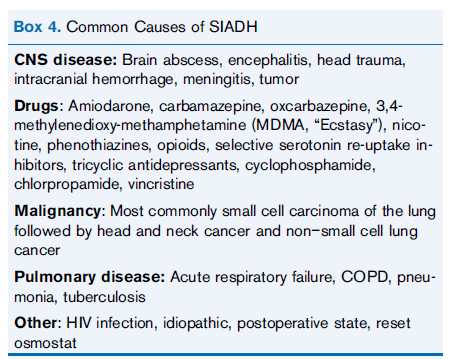 Box 4. Common Causes of SIADH
CNS disease: Brain abscess, encephalitis, head trauma,
intracranial hemorrhage, meningitis, tumor
Drugs: Amiodarone, carbamazepine, oxcarbazepine, 3,4-
methylenedioxy-methamphetamine (MDMA, “Ecstasy”), nico-
tine, phenothiazines, opioids, selective serotonin re-uptake in-
hibitors, tricyclic antidepressants, cyclophosphamide,
chlorpropamide, vincristine
Malignancy: Most commonly small cell carcinoma of the lung
followed by head and neck cancer and non−small cell lung
cancer
Pulmonary disease: Acute respiratory failure, COPD, pneu-
monia, tuberculosis
Other: HIV infection, idiopathic, postoperative state, reset
osmostat